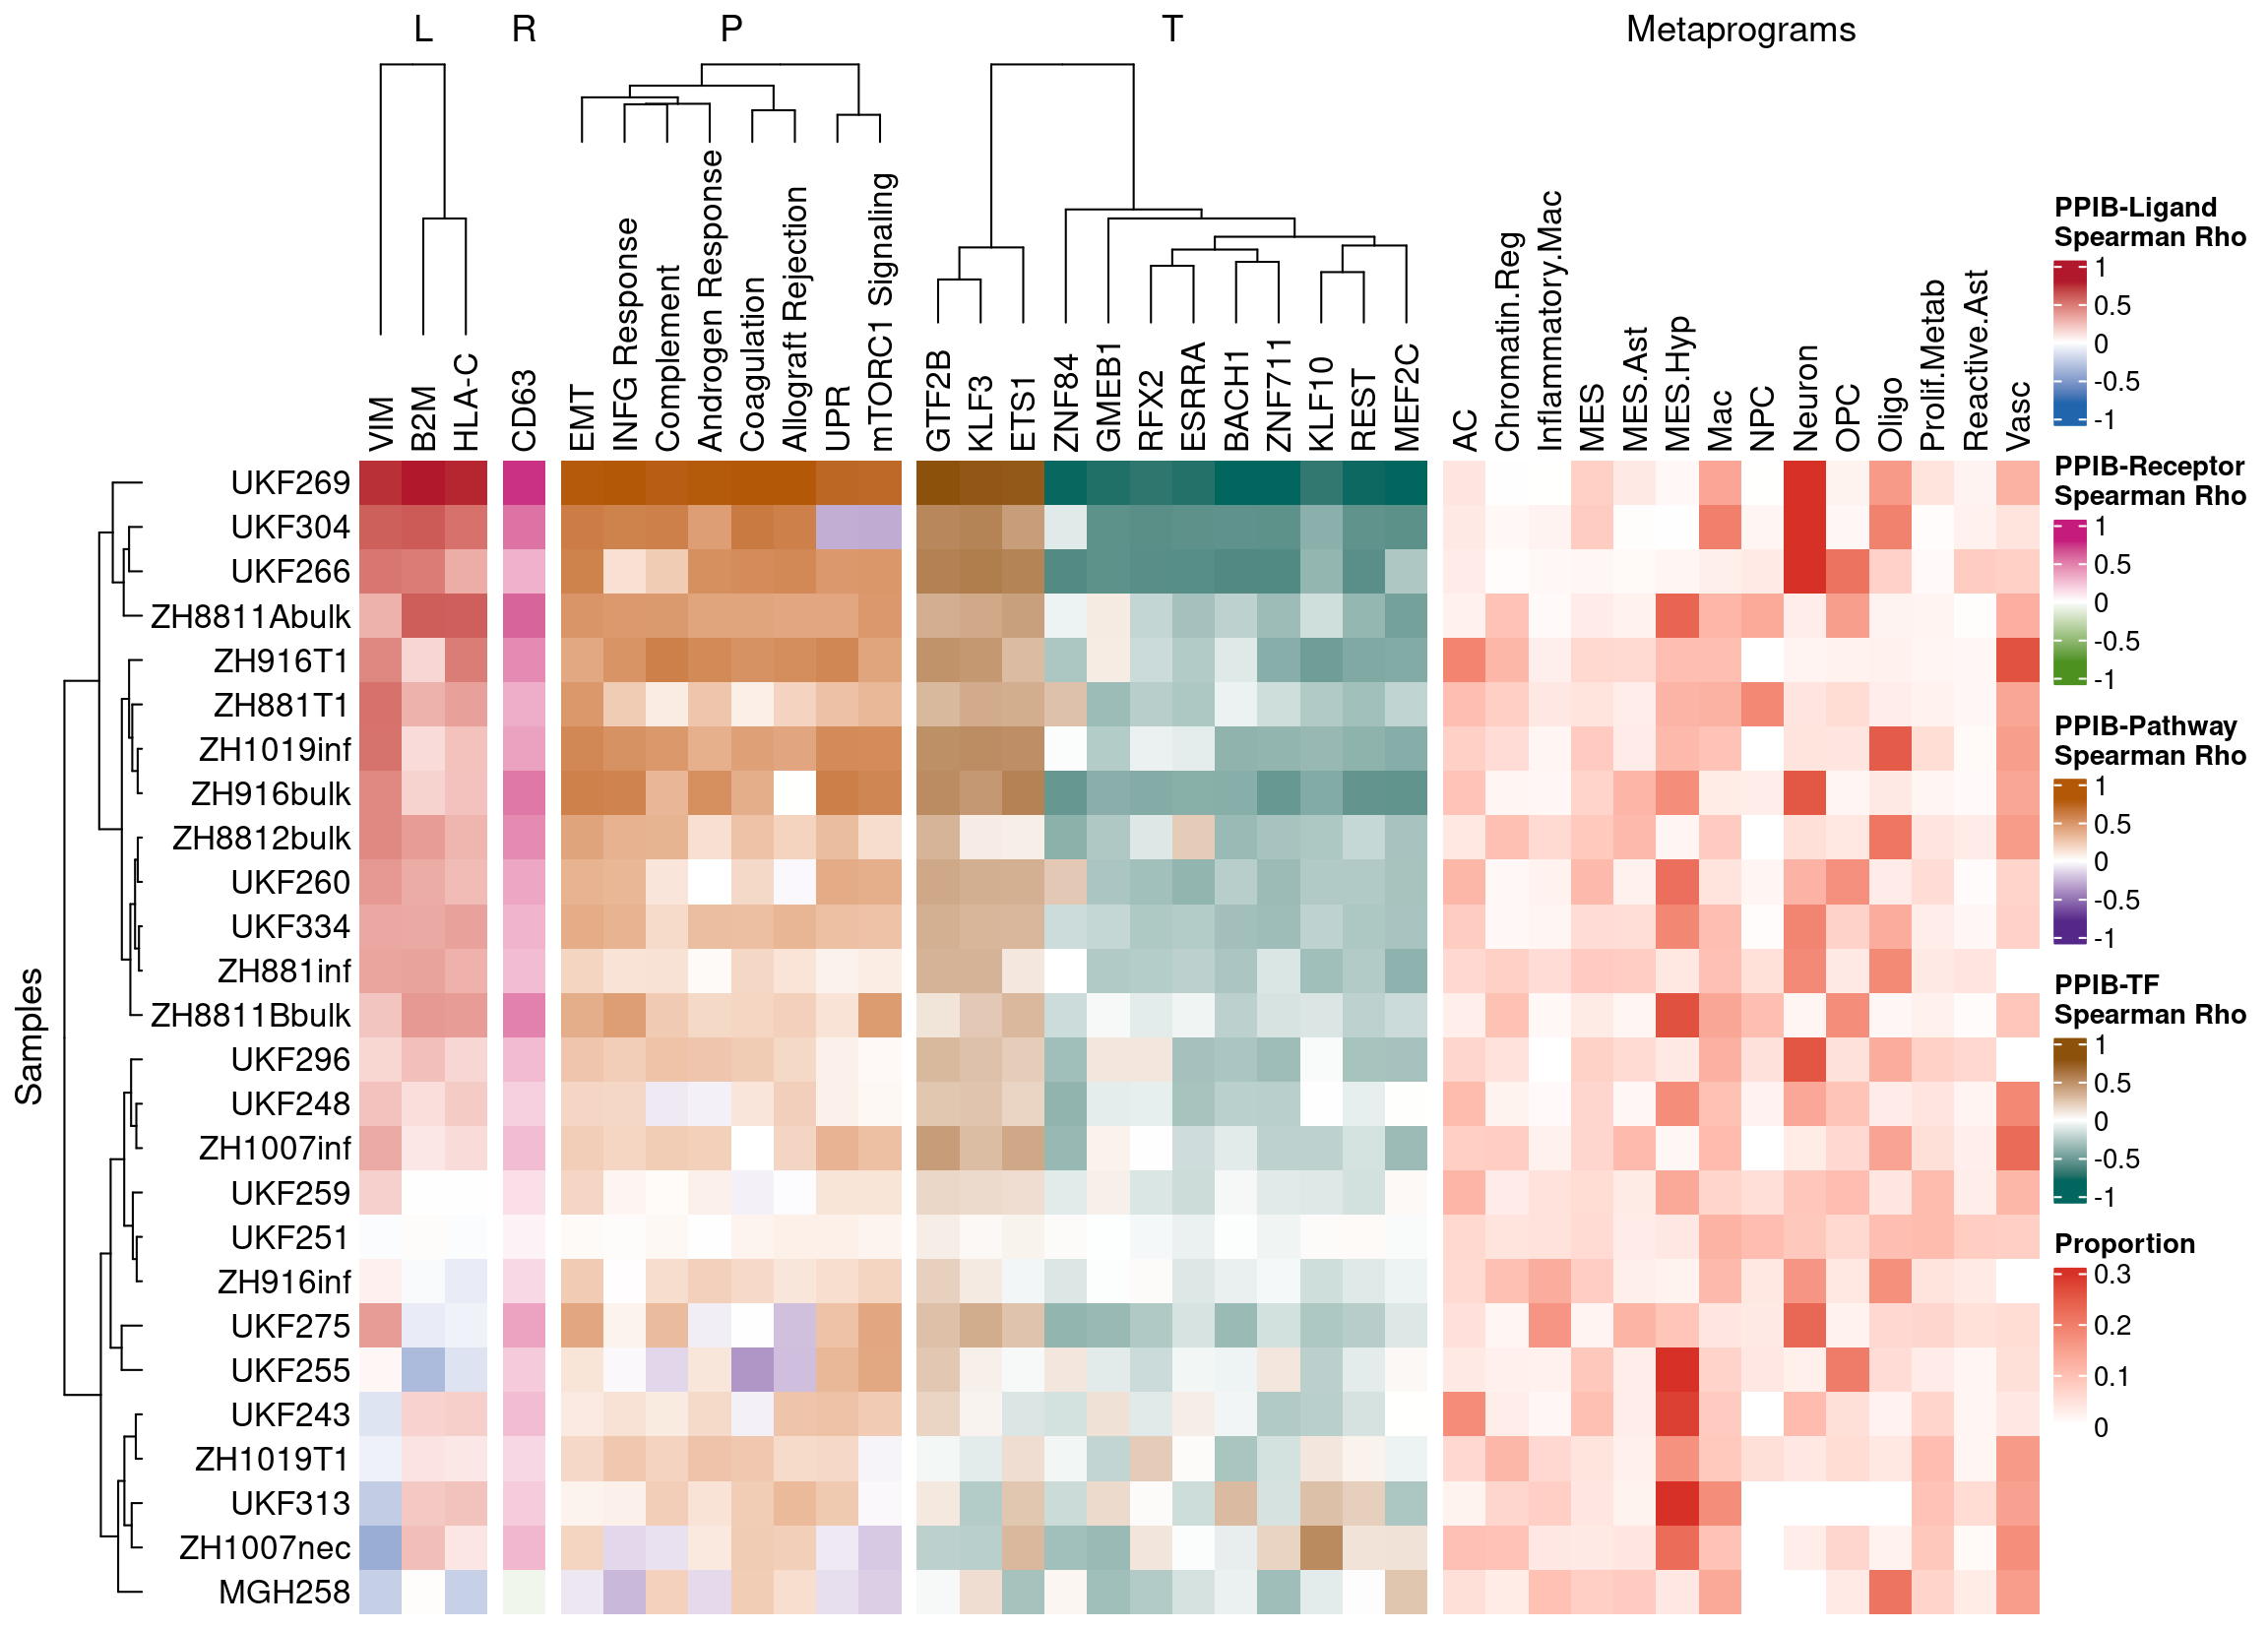 L R P T Metaprograms
VIM
B2M
HLA-C
CD63
EMT
INFG Response
Complement
Androgen Response
Coagulation
Allograft Rejection
UPR
mTORC1 Signaling
GTF2B
KLF3
ETS1
ZNF84
GMEB1
RFX2
ESRRA
BACH1
ZNF711
KLF10
REST
MEF2C
AC
Chromatin.Reg
Inflammatory.Mac
MES
MES.Ast
MES.Hyp
Mac
NPC
Neuron
OPC
Oligo
Prolif.Metab
Reactive.Ast
Vasc
Samples
UKF269
UKF304
UKF266
ZH8811Abulk
ZH916T1
ZH881T1
ZH1019inf
ZH916bulk
ZH8812bulk
UKF260
UKF334
ZH881inf
ZH8811Bbulk
UKF296
UKF248
ZH1007inf
UKF259
UKF251
ZH916inf
UKF275
UKF255
UKF243
ZH1019T1
UKF313
ZH1007nec
MGH258
PPIB-Ligand
Spearman Rho
1
0.5
0
-0.5
-1
PPIB-Receptor
Spearman Rho
1
0.5
0
-0.5
-1
PPIB-Pathway
Spearman Rho
1
0.5
0
-0.5
-1
PPIB-TF
Spearman Rho
1
0.5
0
-0.5
-1
Proportion
0.3
0.2
0.1
0